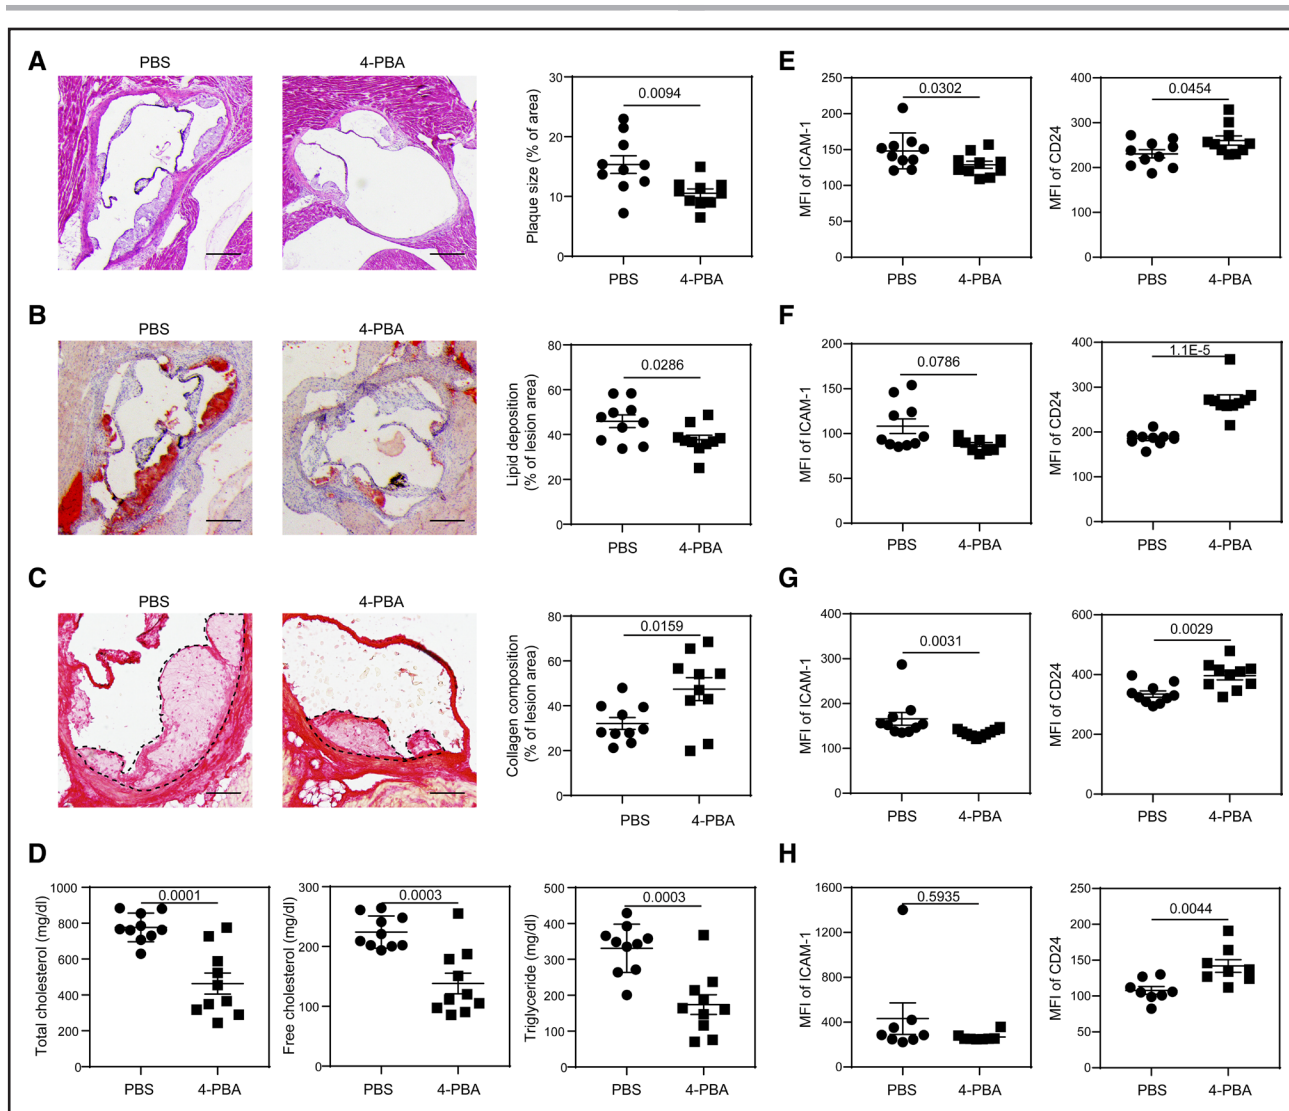 A
PBS
4-PBA
Plaque size (% of area)
30
20
10
0
0.0094
PBS
4-PBA
B
PBS
4-PBA
Lipid deposition
(% of lesion area)
80
60
40
20
0
0.0286
PBS
4-PBA
C
PBS
4-PBA
Collagen composition
(% of lesion area)
80
60
40
20
0
0.0159
PBS
4-PBA
D
Total cholesterol (mg/dl)
1000
800
600
400
200
0
0.0001
PBS
4-PBA
Free cholesterol (mg/dl)
300
200
100
0
0.0003
PBS
4-PBA
Triglyceride (mg/dl)
500
400
300
200
100
0
0.0003
PBS
4-PBA
E
MFI of ICAM-1
250
200
150
100
50
0
0.0302
PBS
4-PBA
MFI of CD24
400
300
200
100
0
0.0454
PBS
4-PBA
F
MFI of ICAM-1
200
150
100
50
0
0.0786
PBS
4-PBA
MFI of CD24
400
300
200
100
0
1.1E-5
PBS
4-PBA
G
MFI of ICAM-1
400
300
200
100
0
0.0031
PBS
4-PBA
MFI of CD24
600
400
200
0
0.0029
PBS
4-PBA
H
MFI of ICAM-1
1600
1200
800
400
0
0.5935
PBS
4-PBA
MFI of CD24
250
200
150
100
50
0
0.0044
PBS
4-PBA